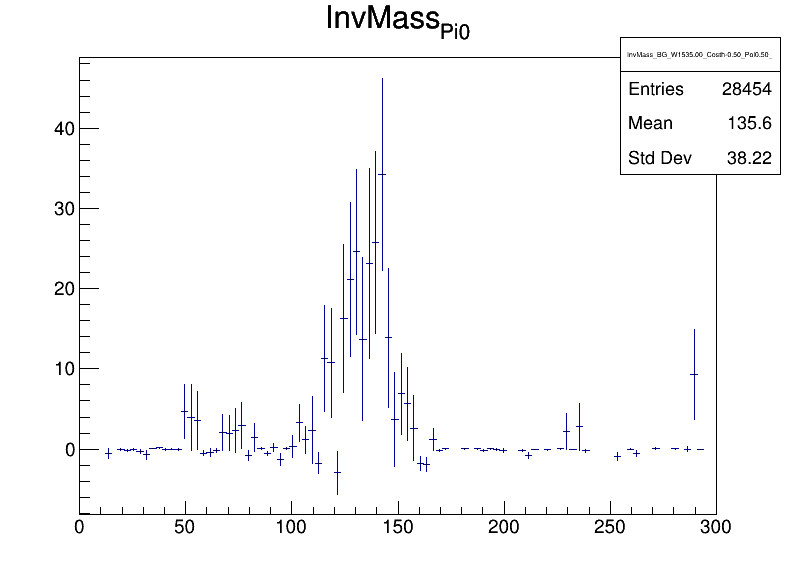 InvMass_Pi0
InvMass_BG_W1535.00_Costh-0.50_Pol0.50_
Entries 28454
Mean 135.6
Std Dev 38.22
40
30
20
10
0
0 50 100 150 200 250 300